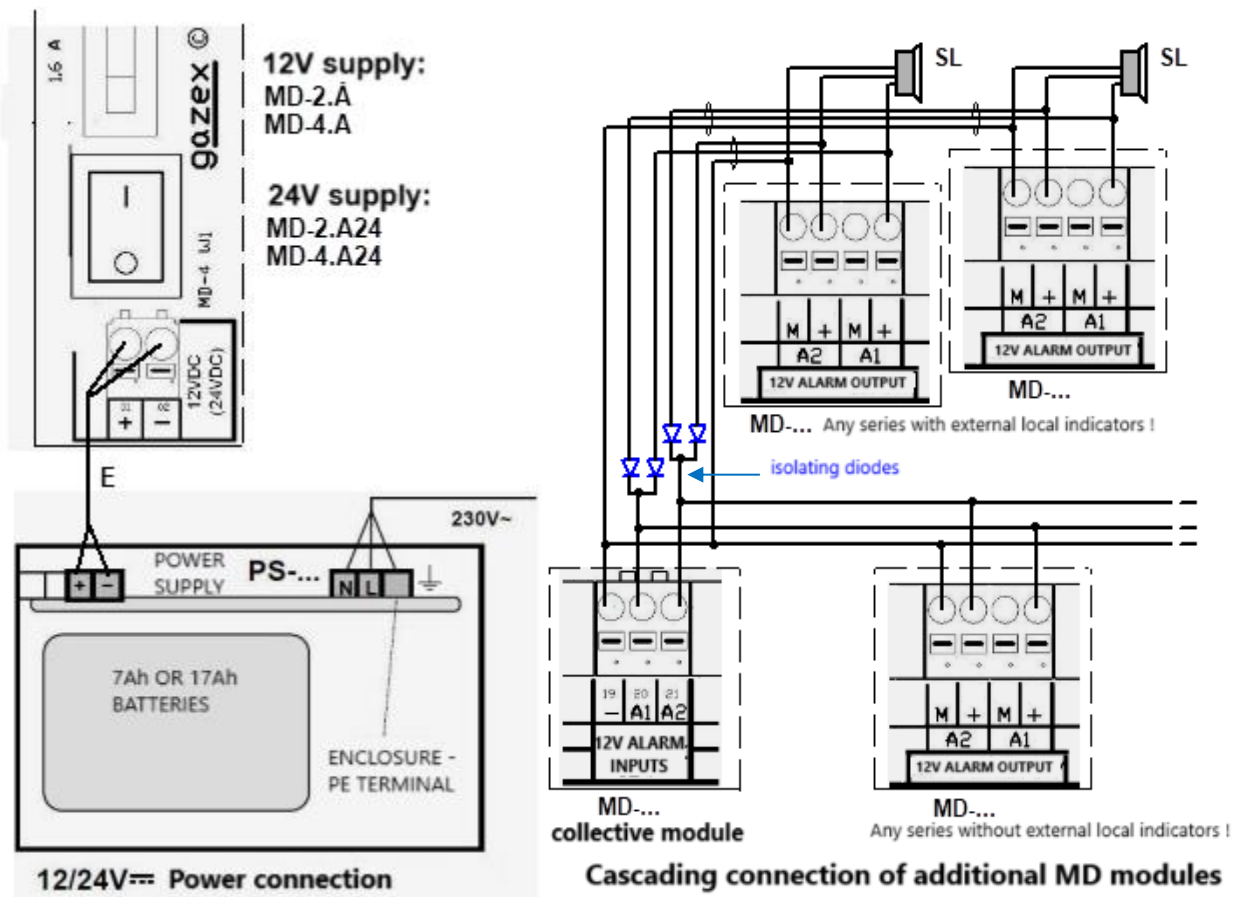 1.6 A
gazex ©
MD-4 W1
12V supply:
MD-2.A
MD-4.A
24V supply:
MD-2.A24
MD-4.A24
12VDC
(24VDC)
01 02
+ −
E
230V~
POWER
SUPPLY
PS-...
+ −
N L
7Ah OR 17Ah
BATTERIES
ENCLOSURE -
PE TERMINAL
12/24V⎓ Power connection
SL
SL
M + M +
A2 A1
12V ALARM OUTPUT
MD-...
M + M +
A2 A1
12V ALARM OUTPUT
MD-... Any series with external local indicators !
isolating diodes
19 20 21
− A1 A2
12V ALARM
INPUTS
MD-...
collective module
M + M +
A2 A1
12V ALARM OUTPUT
MD-...
Any series without external local indicators !
Cascading connection of additional MD modules